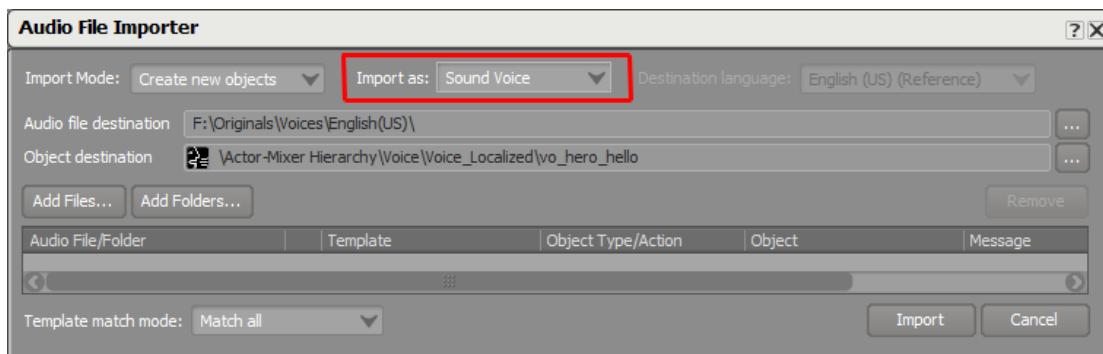 Audio File Importer ? X
Import Mode: Create new objects Import as: Sound Voice Destination language: English (US) (Reference)
Audio file destination F:\Originals\Voices\English(US)\ ...
Object destination \Actor-Mixer Hierarchy\Voice\Voice_Localized\vo_hero_hello ...
Add Files... Add Folders... Remove
Audio File/Folder Template Object Type/Action Object Message
Template match mode: Match all Import Cancel